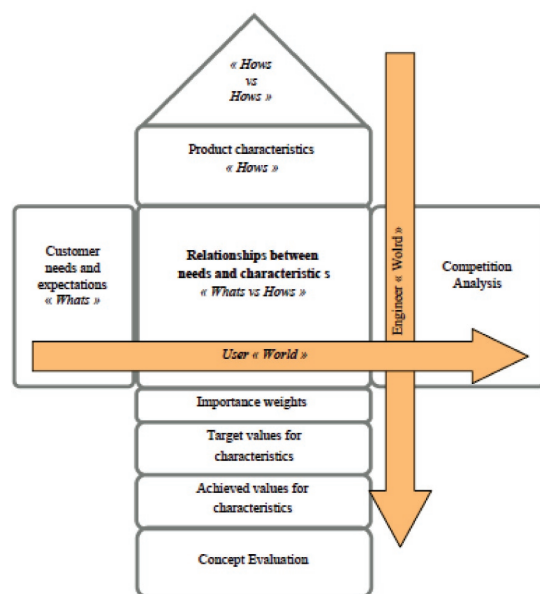 « Hows
vs
Hows »
Product characteristics
« Hows »
Customer
needs and
expectations
« Whats »
Relationships between
needs and characteristic s
« Whats vs Hows »
Engineer « Wolrd »
Competition
Analysis
User « World »
Importance weights
Target values for
characteristics
Achieved values for
characteristics
Concept Evaluation